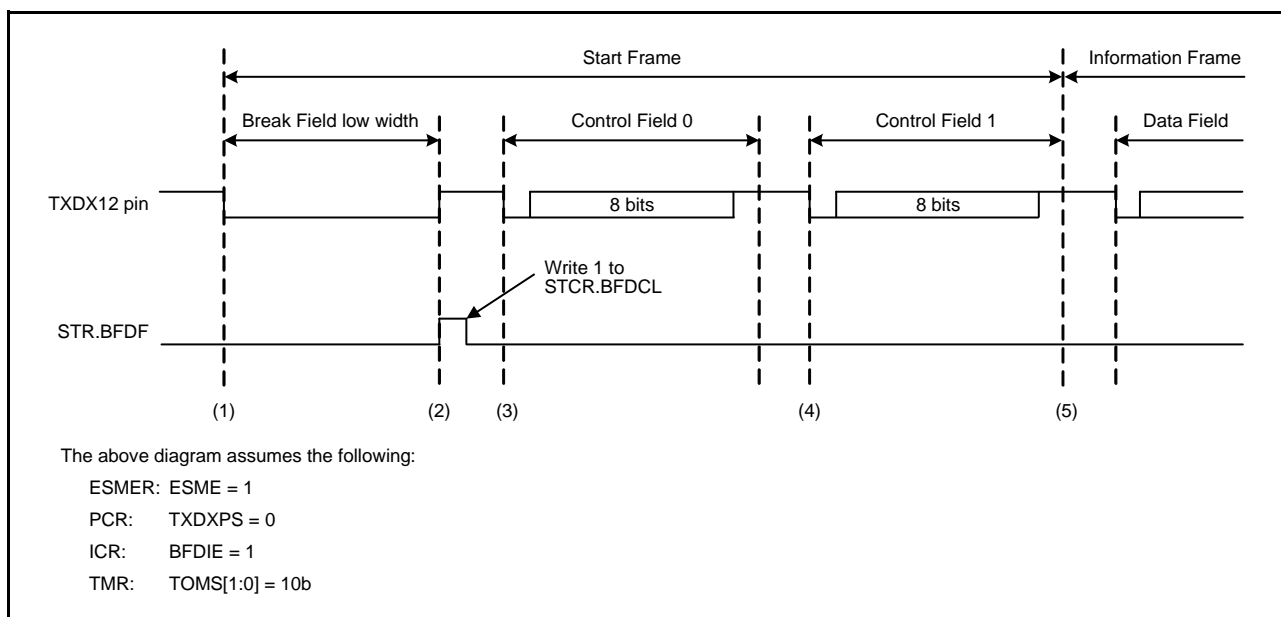 Start Frame
Information Frame
Break Field low width
Control Field 0
Control Field 1
Data Field
TXDX12 pin
8 bits
8 bits
Write 1 to
STCR.BFDCL
STR.BFDF
(1)
(2)
(3)
(4)
(5)
The above diagram assumes the following:
ESMER: ESME = 1
PCR: TXDXPS = 0
ICR: BFDIE = 1
TMR: TOMS[1:0] = 10b